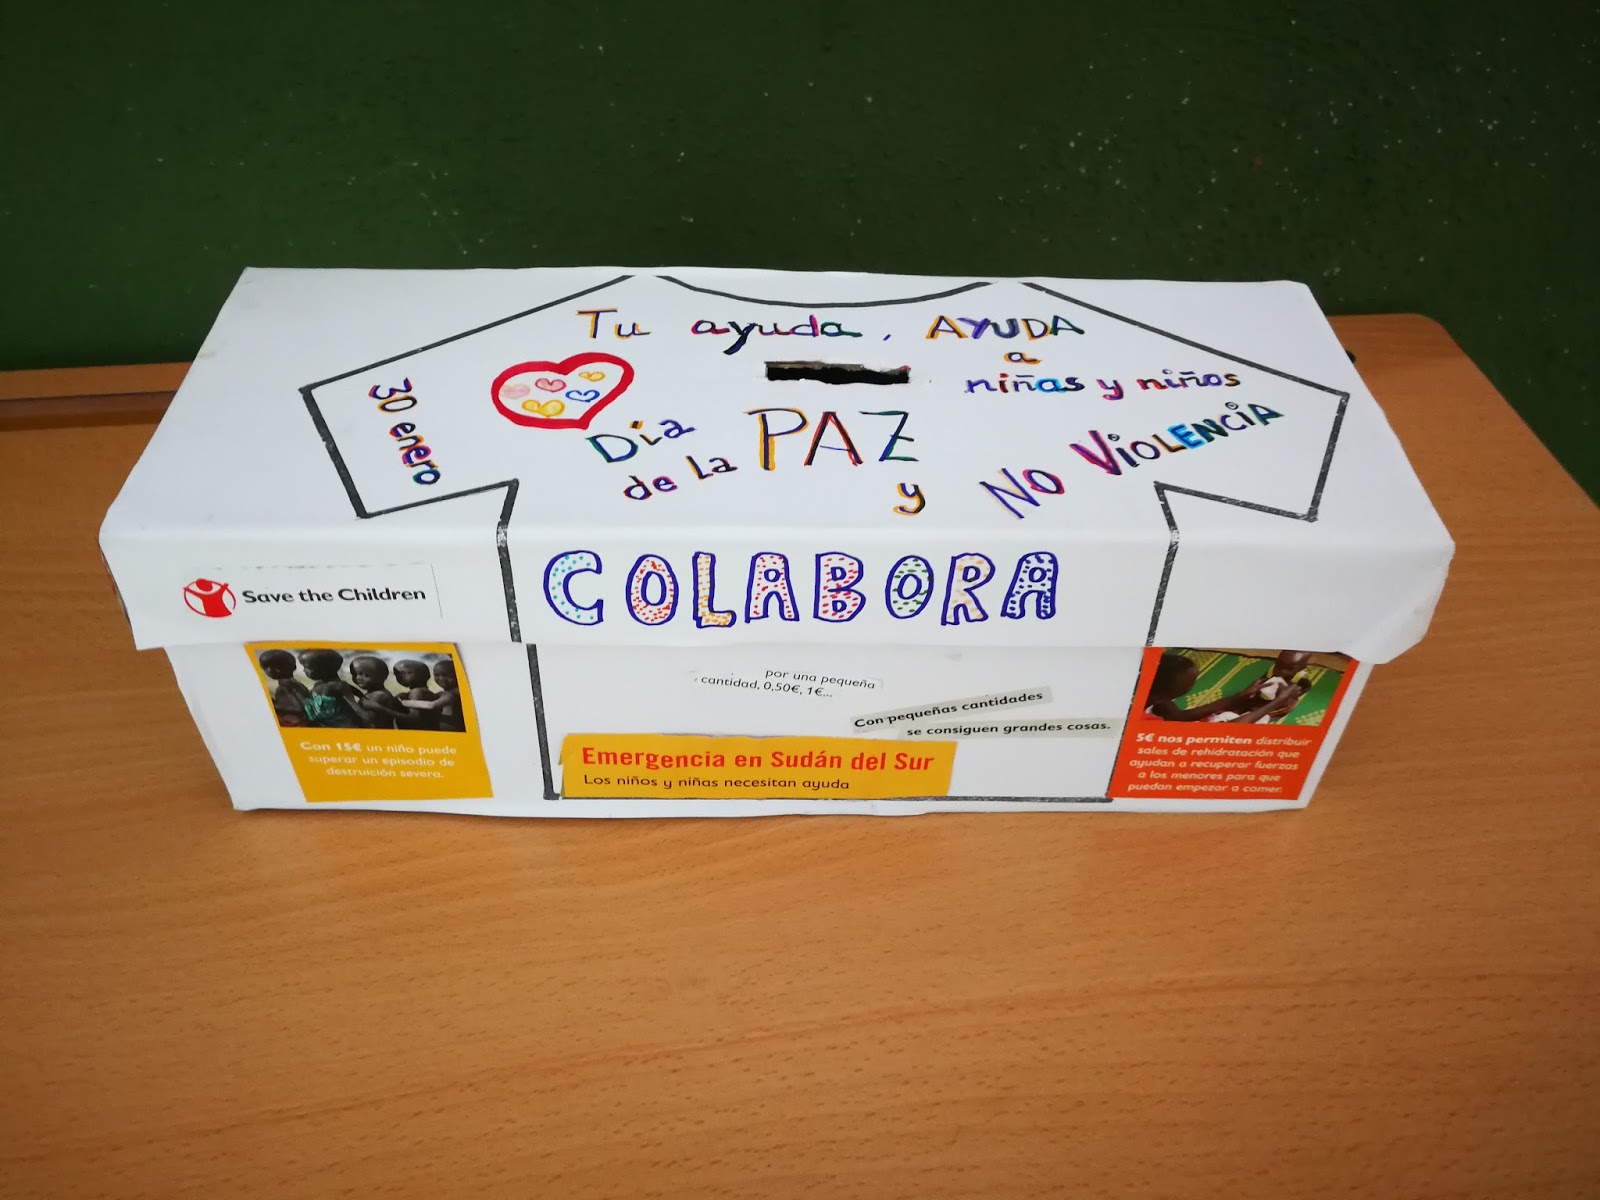 Tu ayuda, AYUDA
a
niñas y niños
30 enero
Día
de la PAZ
y
NO VIOLENCIA
COLABORA
Save the Children
Con 15€ un niño puede
superar un episodio de
destruición severa.
por una pequeña
cantidad, 0,50€, 1€...
Con pequeñas cantidades
se consiguen grandes cosas.
Emergencia en Sudán del Sur
Los niños y niñas necesitan ayuda
5€ nos permiten distribuir
sales de rehidratación que
ayudan a recuperar fuerzas
a los menores para que
puedan empezar a comer.